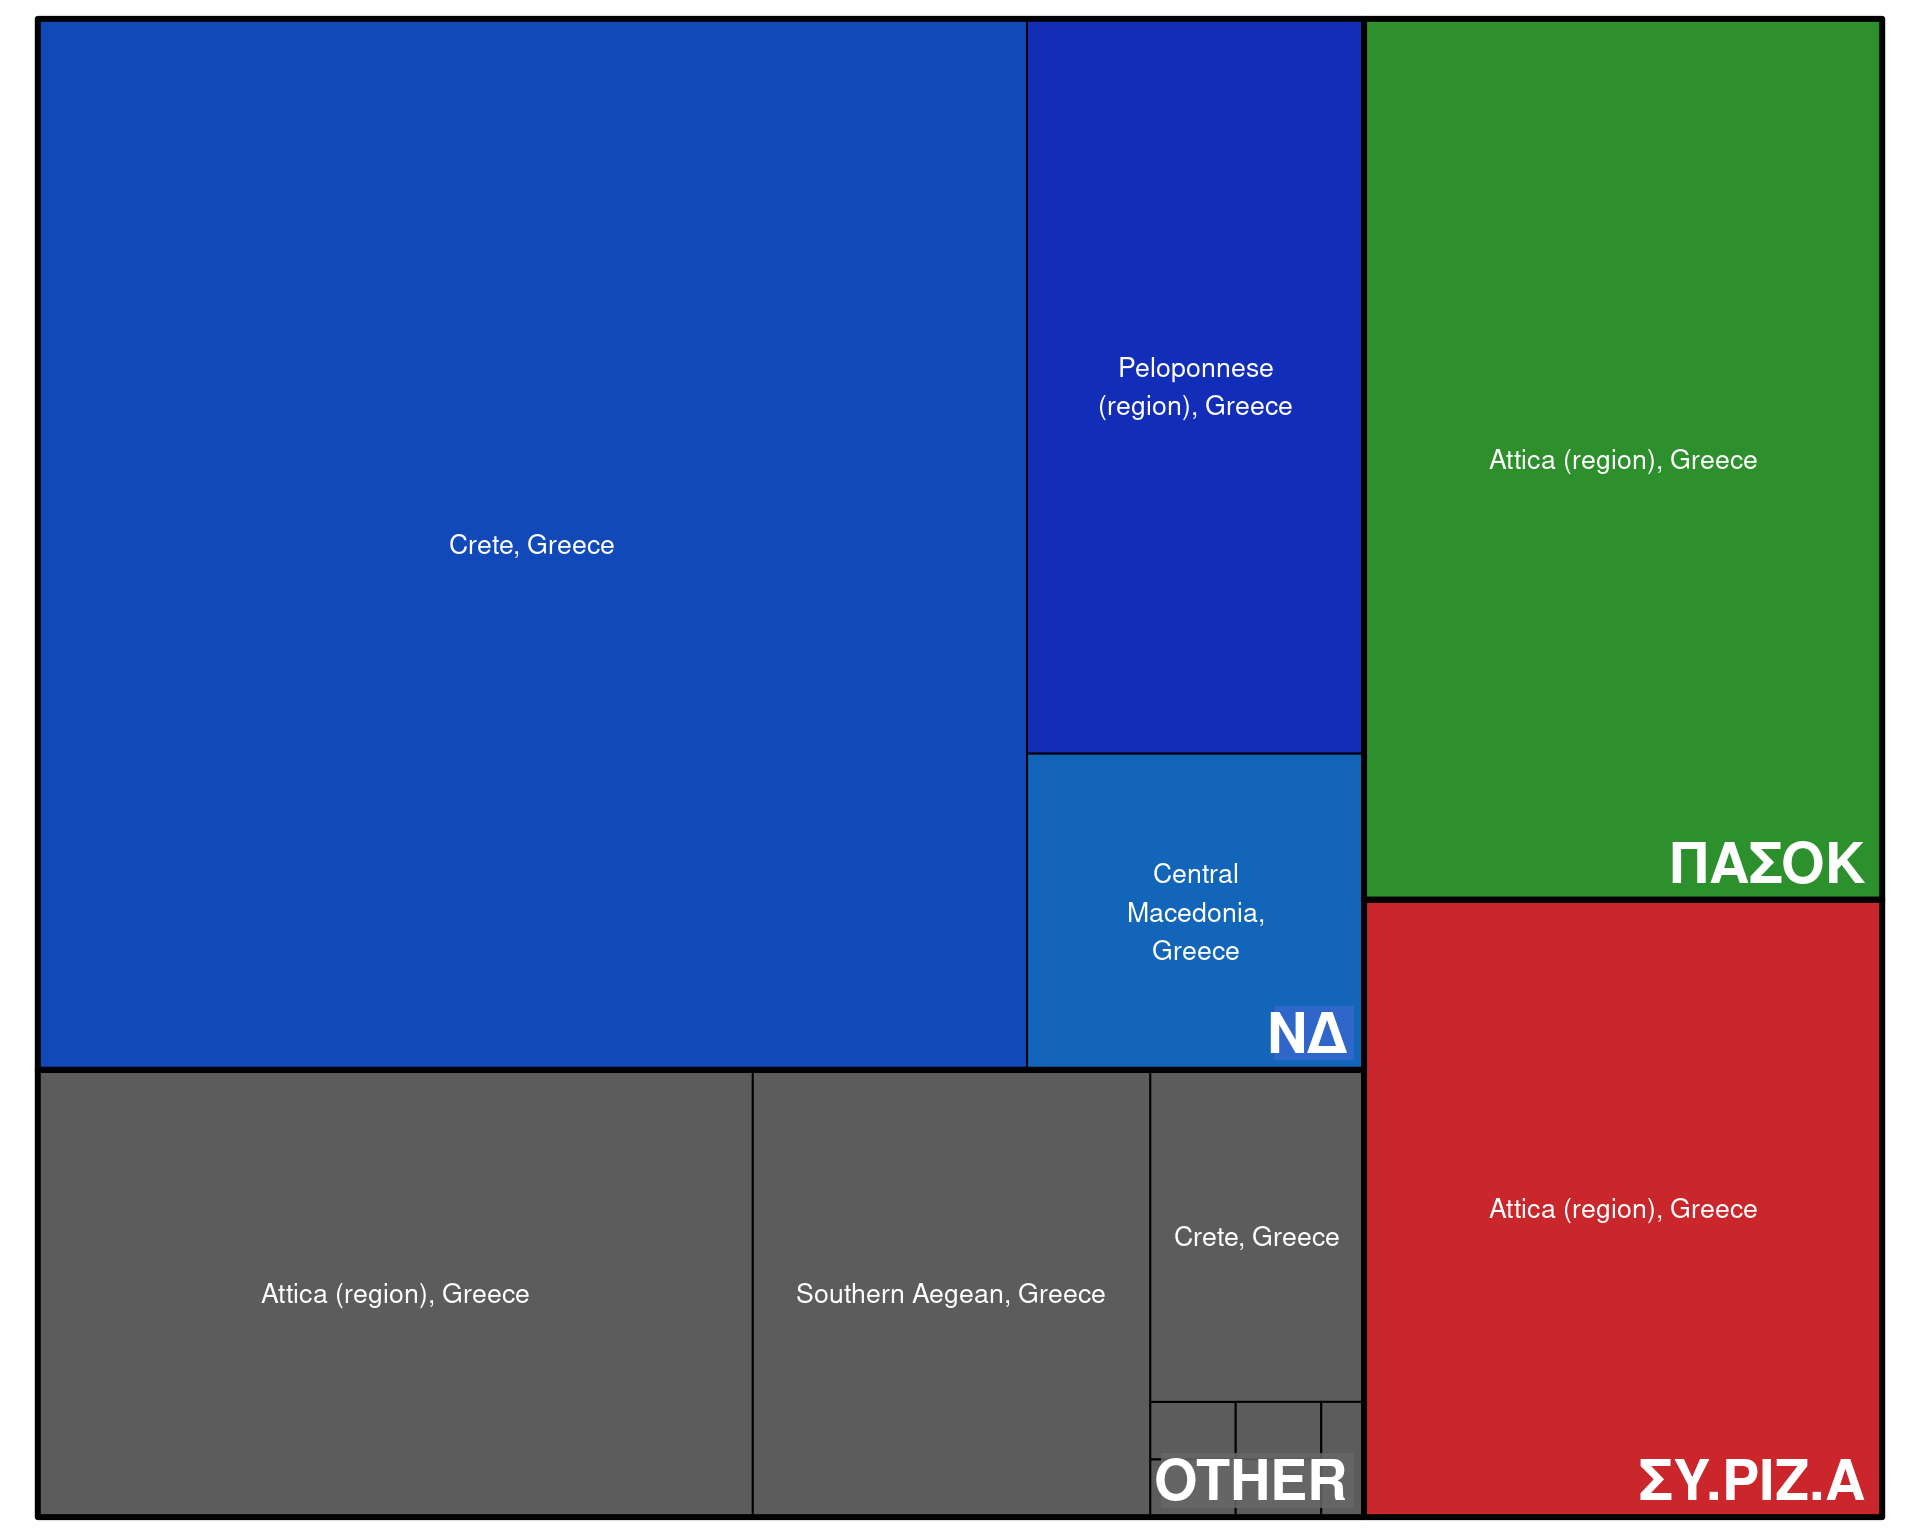 Crete, Greece
Peloponnese
(region), Greece
Central
Macedonia,
Greece
ΝΔ
Attica (region), Greece
ΠΑΣΟΚ
Attica (region), Greece
Southern Aegean, Greece
Crete, Greece
OTHER
Attica (region), Greece
ΣΥ.ΡΙΖ.Α